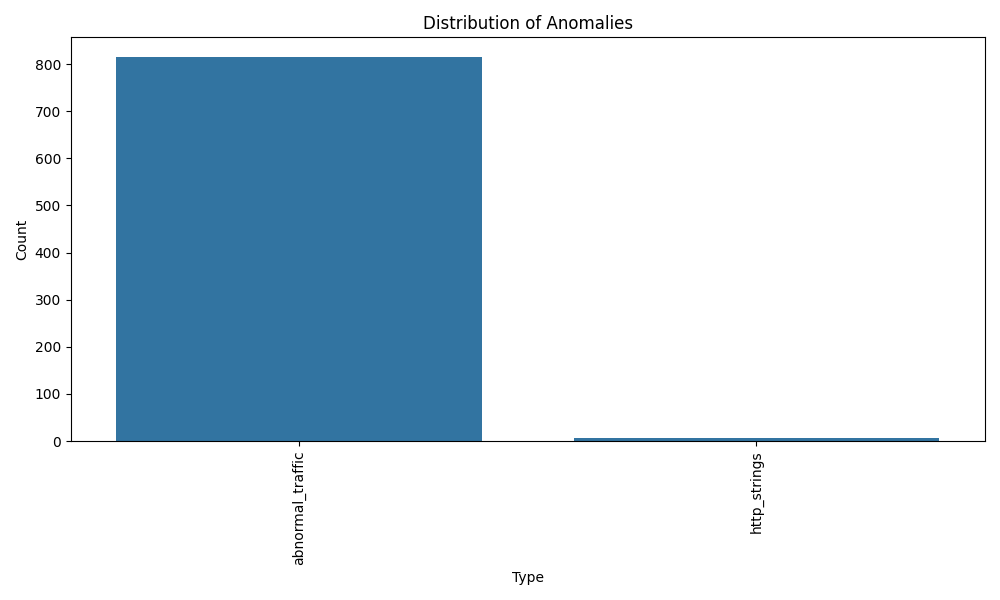 Distribution of Anomalies
800
700
600
500
400
300
200
100
0
Count
abnormal_traffic
http_strings
Type